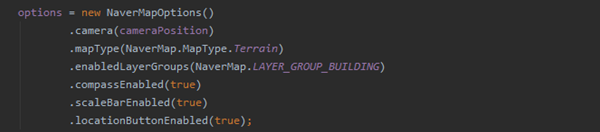 options = new NaverMapOptions()
.camera(cameraPosition)
.mapType(NaverMap.MapType.Terrain)
.enabledLayerGroups(NaverMap.LAYER_GROUP_BUILDING)
.compassEnabled(true)
.scaleBarEnabled(true)
.locationButtonEnabled(true);